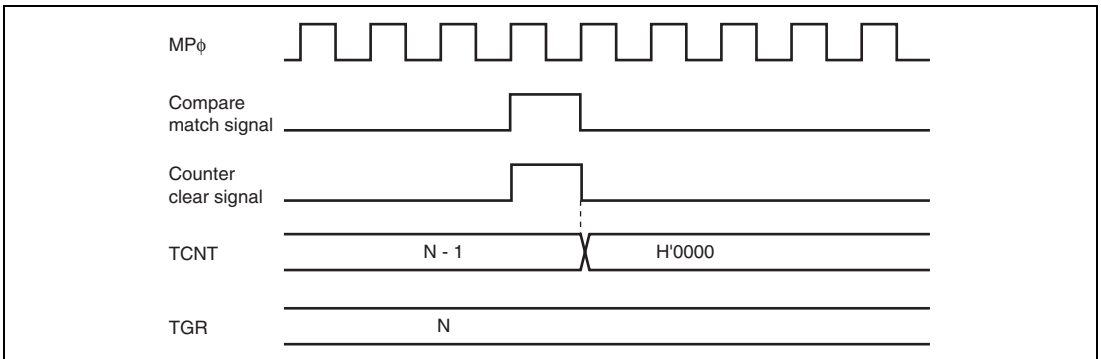 MPϕ
Compare
match signal
Counter
clear signal
TCNT
N - 1
H'0000
TGR
N